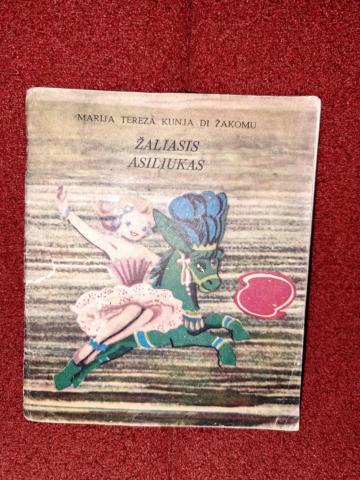 MARIJA TEREZA KUNJA DI ŽAKOMU
ŽALIASIS
ASILIUKAS